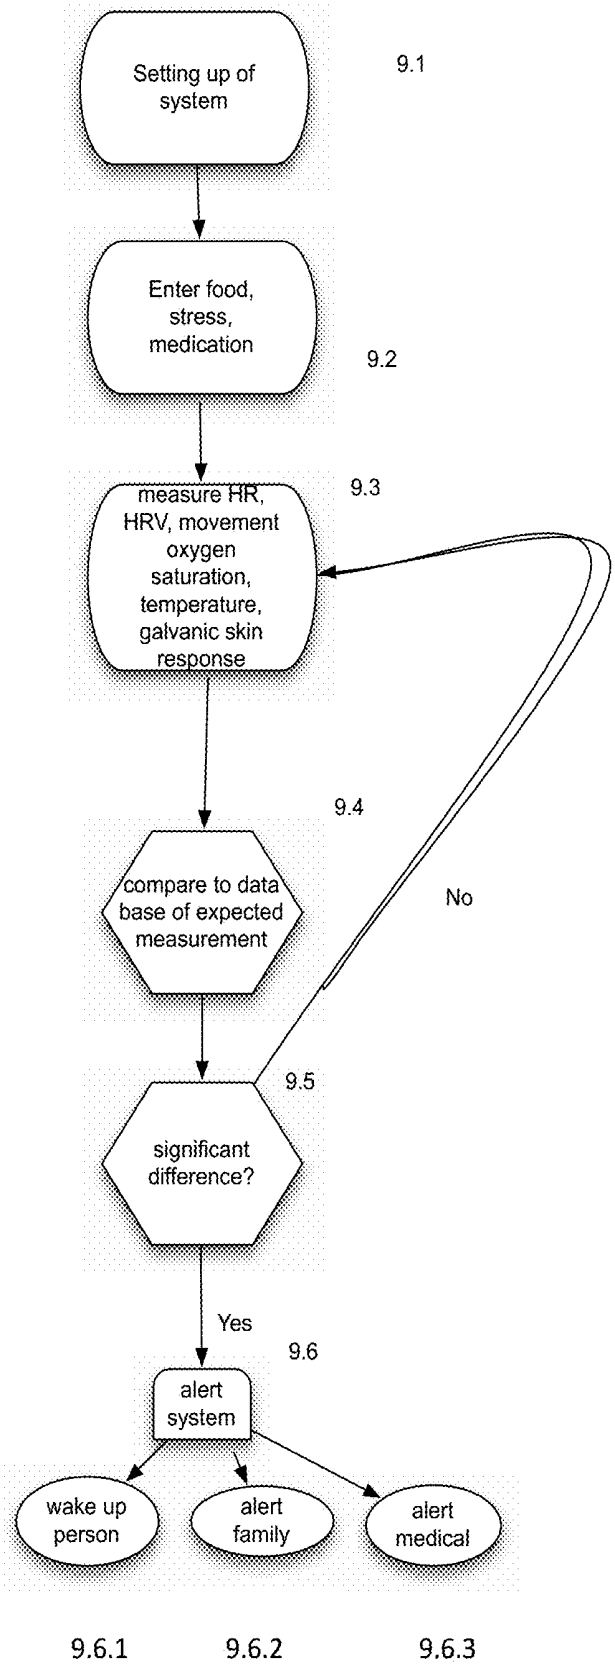 Setting up of
system
9.1
Enter food,
stress,
medication
9.2
9.3
measure HR,
HRV, movement
oxygen
saturation,
temperature,
galvanic skin
response
9.4
compare to data
base of expected
measurement
No
9.5
significant
difference?
Yes
9.6
alert
system
wake up
person
alert
family
alert
medical
9.6.1
9.6.2
9.6.3